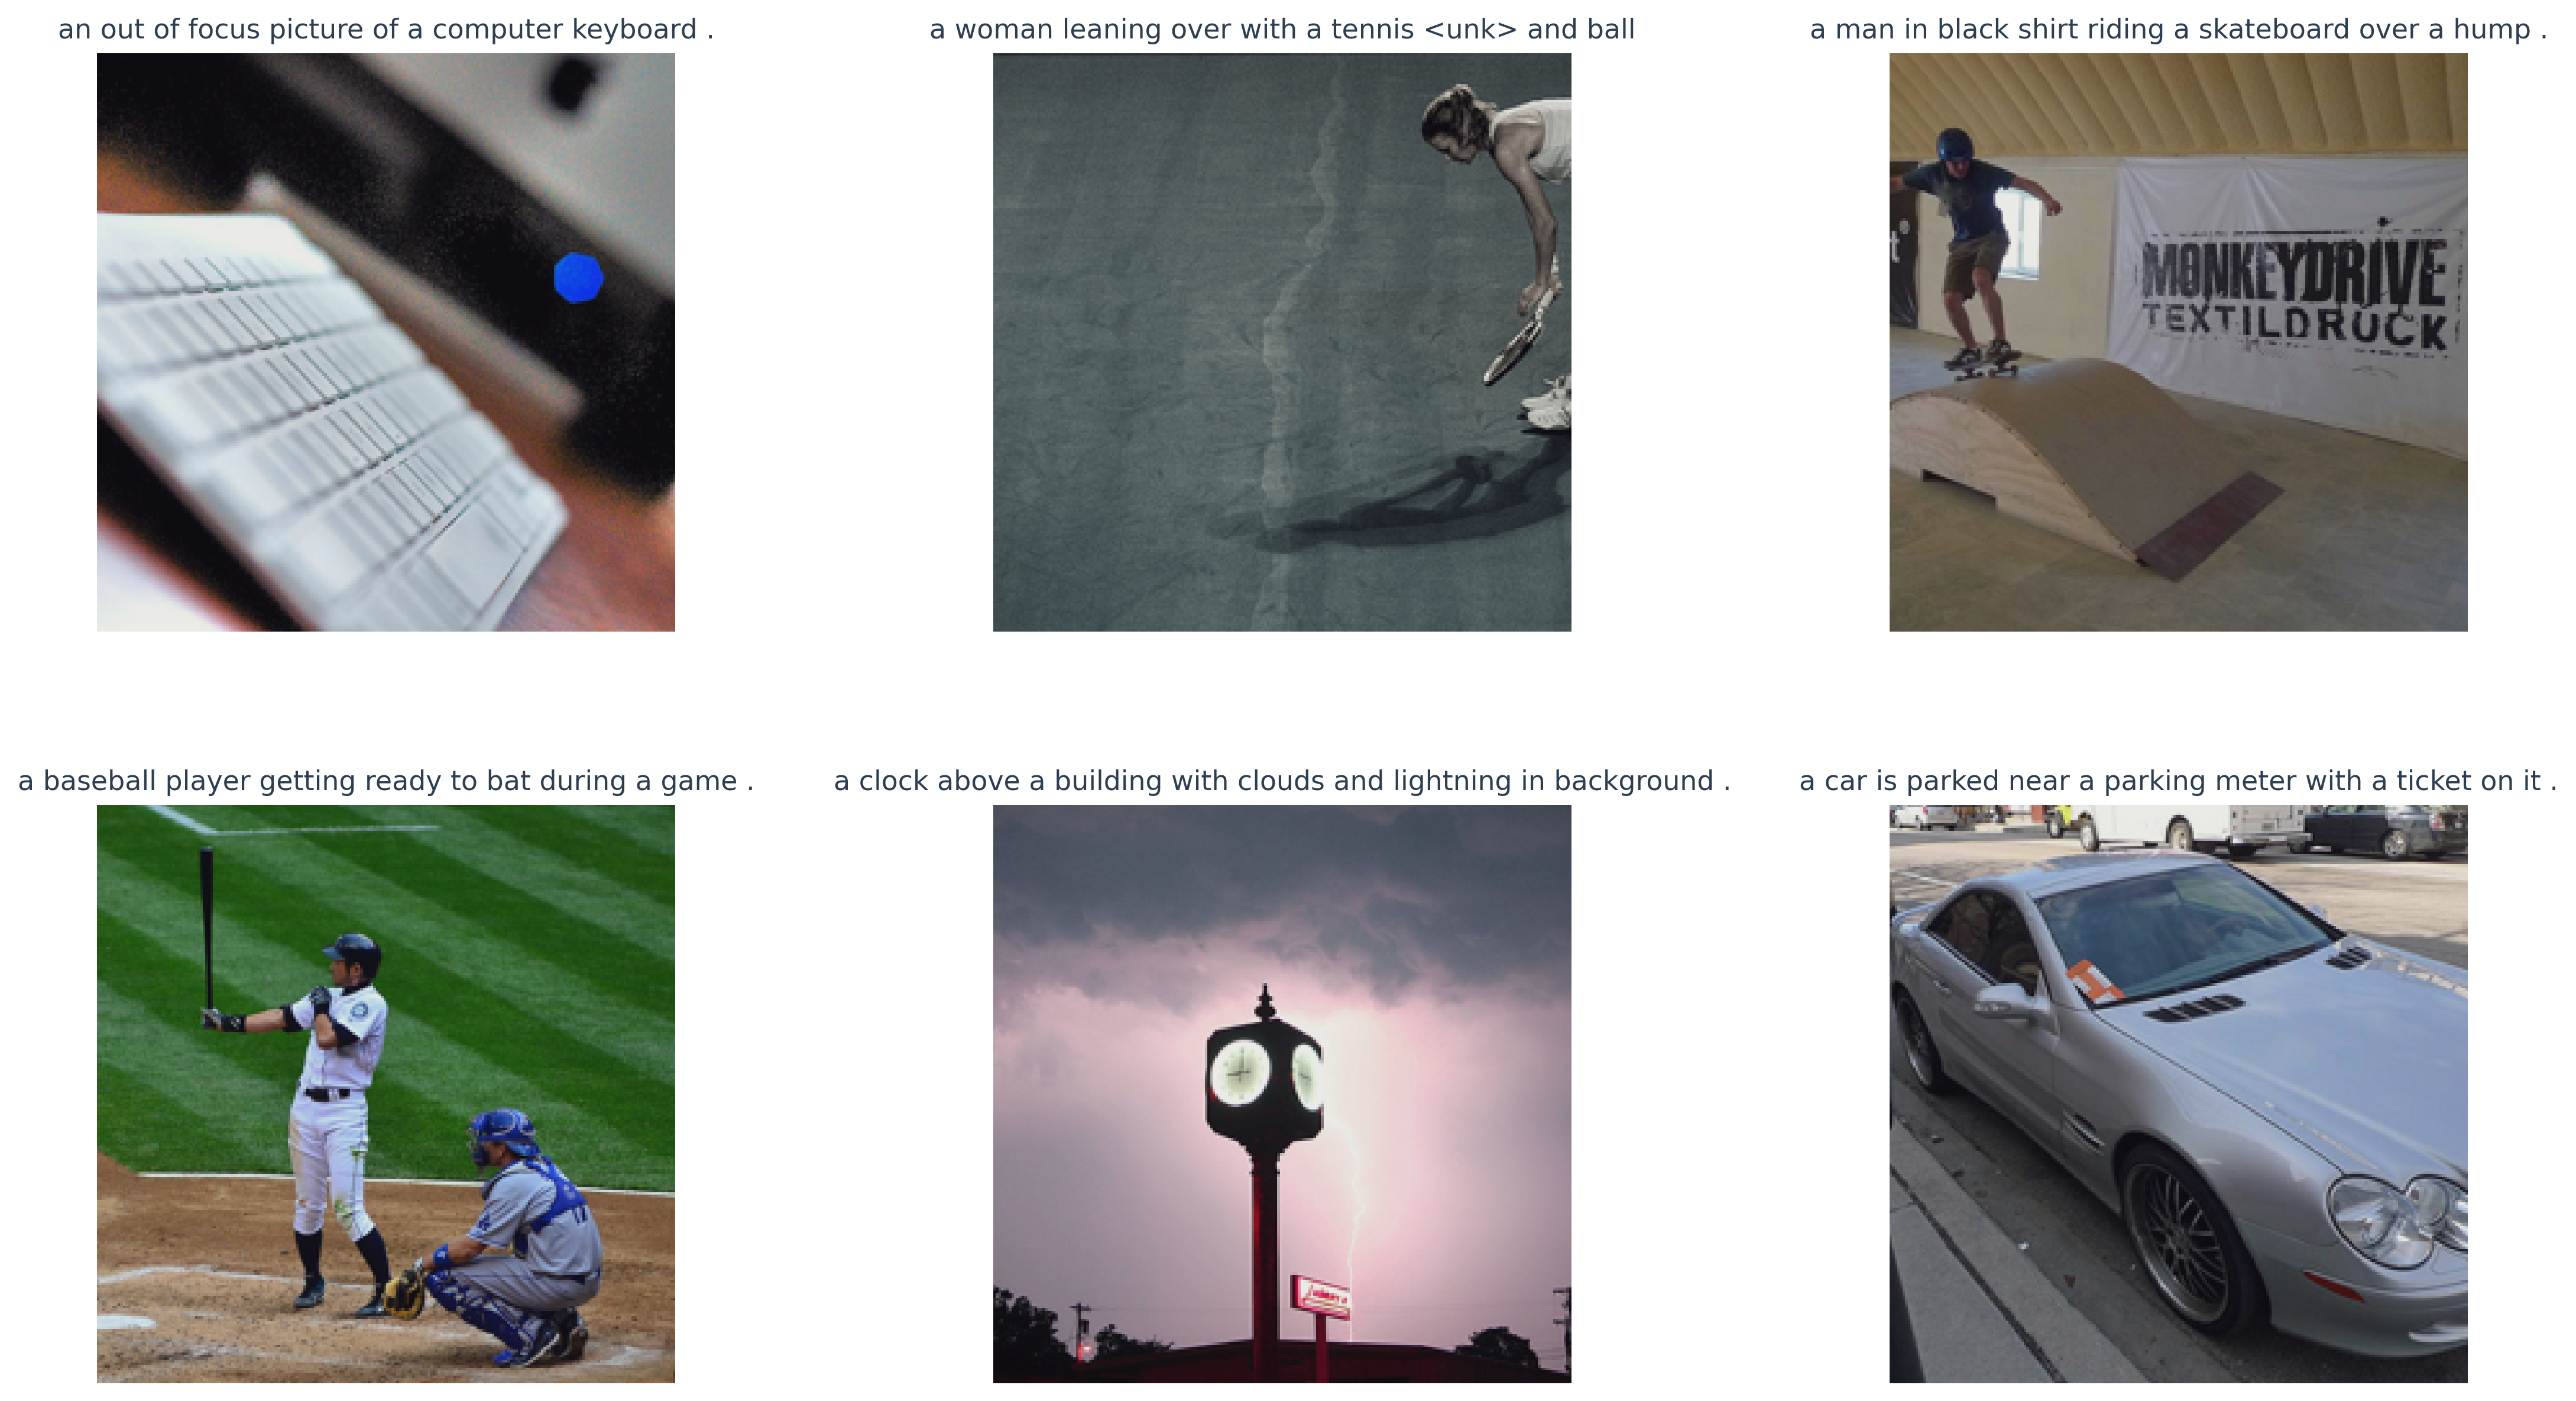 an out of focus picture of a computer keyboard .
a woman leaning over with a tennis <unk> and ball
a man in black shirt riding a skateboard over a hump .
MONKEYDRIVE
TEXTILDRUCK
a baseball player getting ready to bat during a game .
a clock above a building with clouds and lightning in background .
a car is parked near a parking meter with a ticket on it .